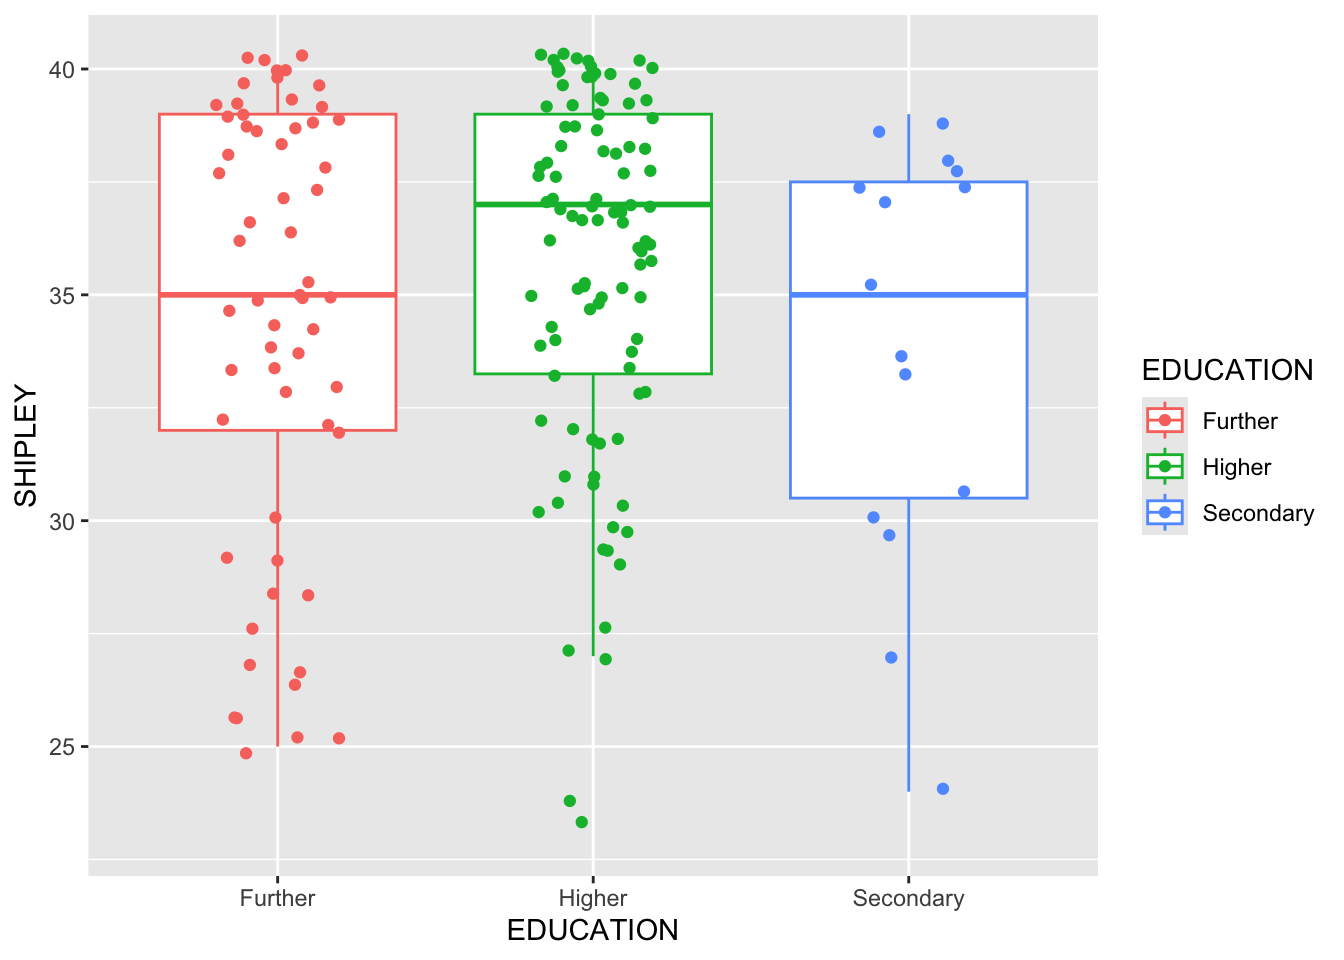 40
35
30
25
SHIPLEY
Further
Higher
Secondary
EDUCATION
EDUCATION
Further
Higher
Secondary